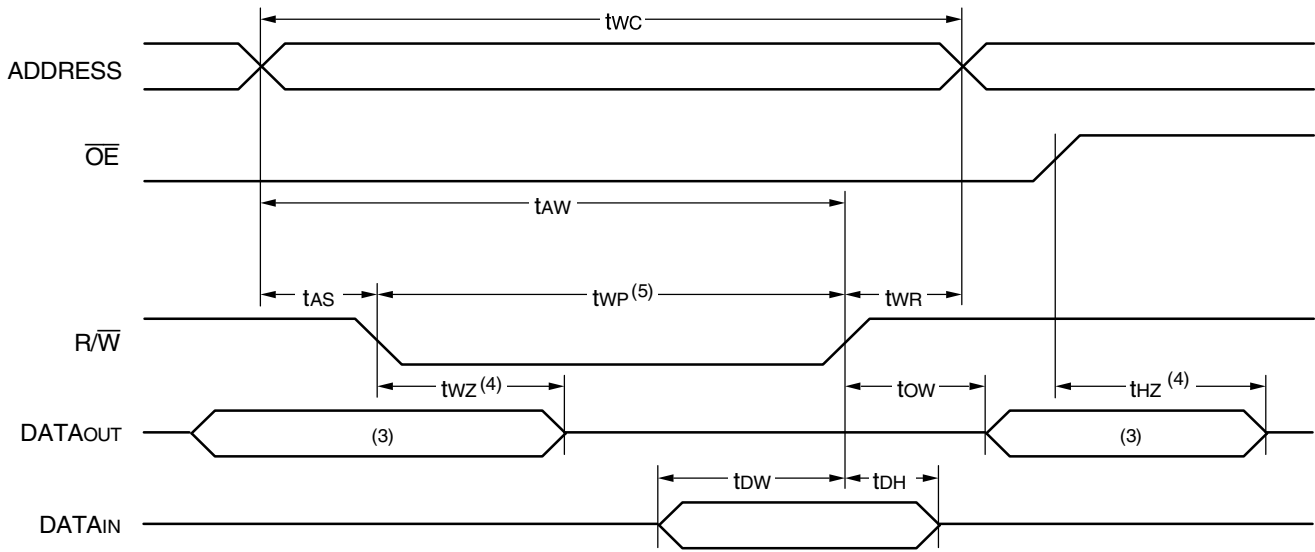 tWC
ADDRESS
OE
tAW
tAS
tWP(5)
tWR
R/W
tWZ(4)
tOW
tHZ (4)
DATAOUT
(3)
(3)
tDW
tDH
DATAIN